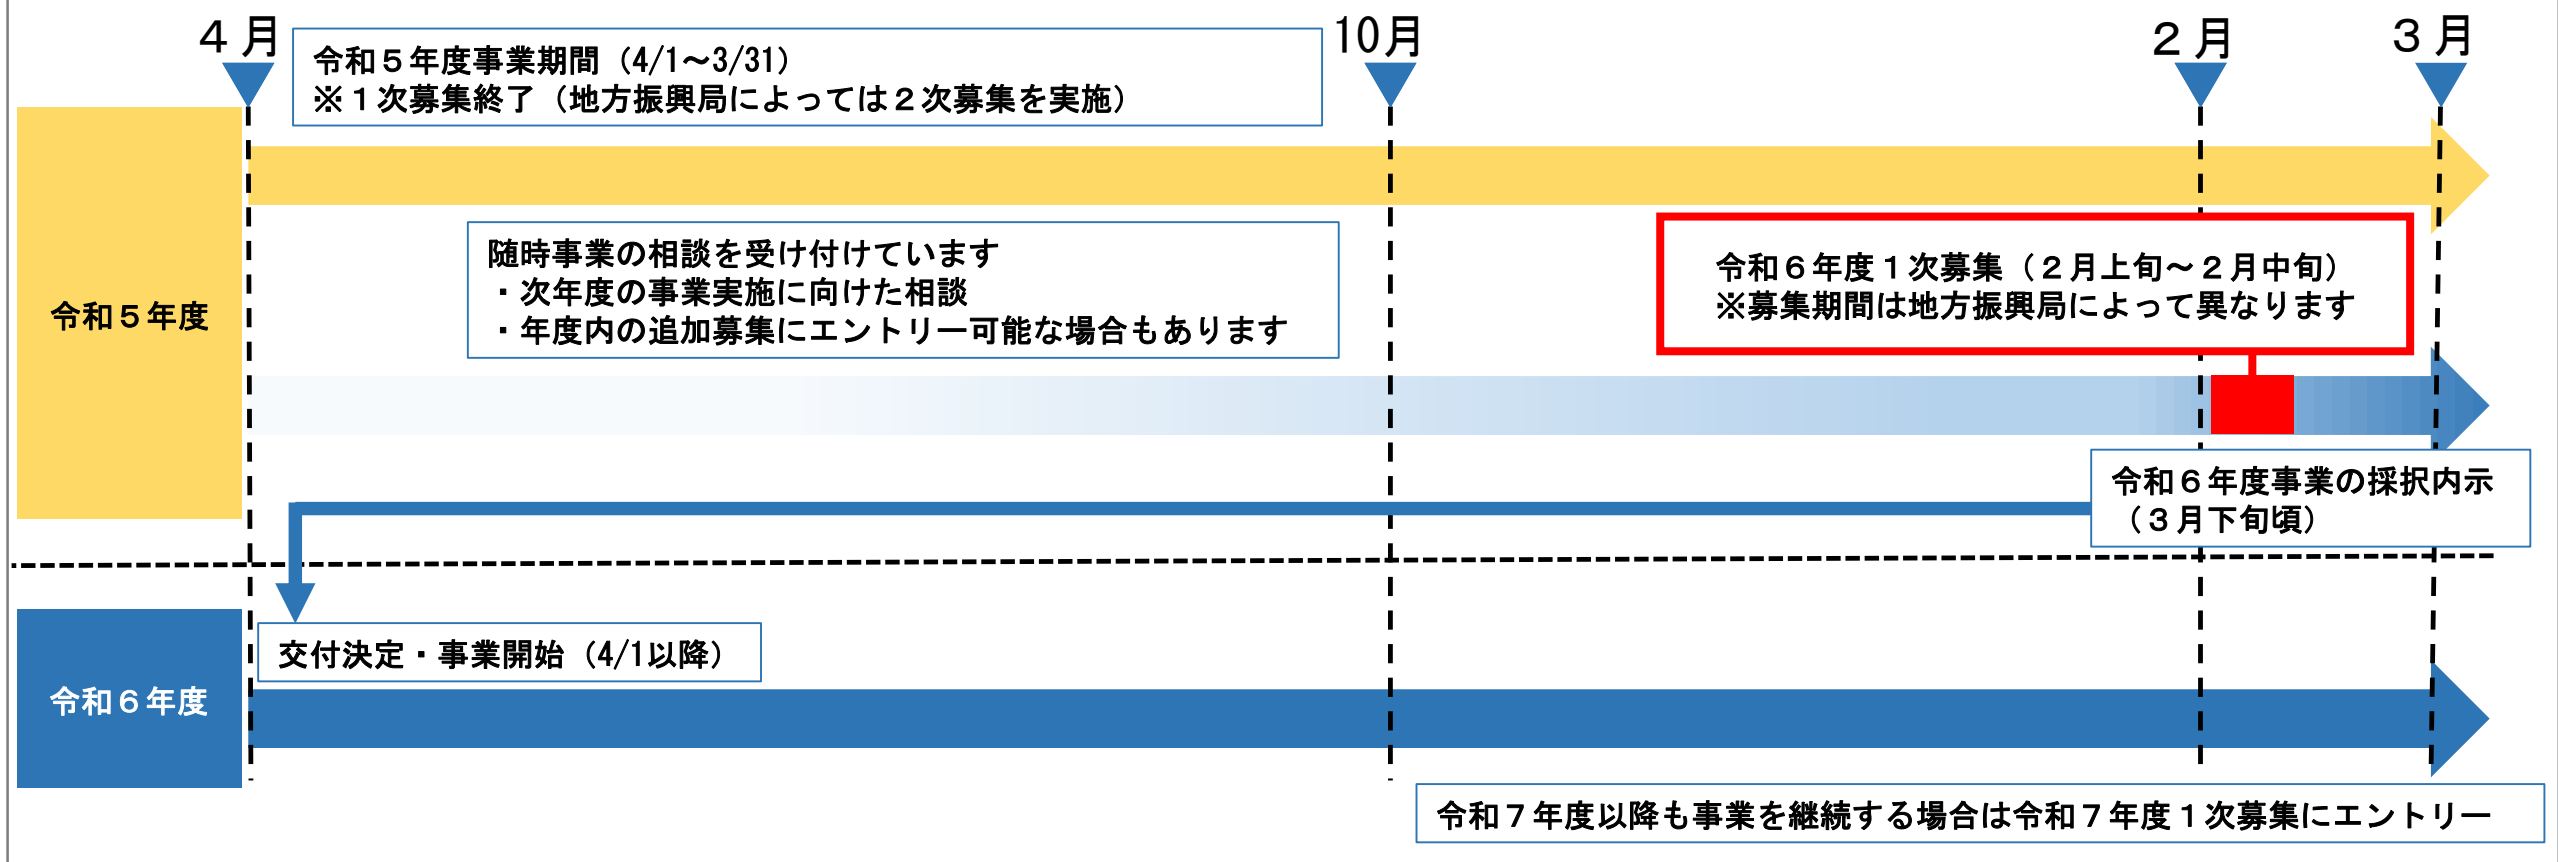 ４月
10月
２月
３月
令和５年度事業期間（4/1～3/31）
※１次募集終了（地方振興局によっては２次募集を実施）
随時事業の相談を受け付けています
・次年度の事業実施に向けた相談
・年度内の追加募集にエントリー可能な場合もあります
令和６年度１次募集（２月上旬～２月中旬）
※募集期間は地方振興局によって異なります
令和５年度
令和６年度事業の採択内示
（３月下旬頃）
交付決定・事業開始（4/1以降）
令和６年度
令和７年度以降も事業を継続する場合は令和７年度１次募集にエントリー